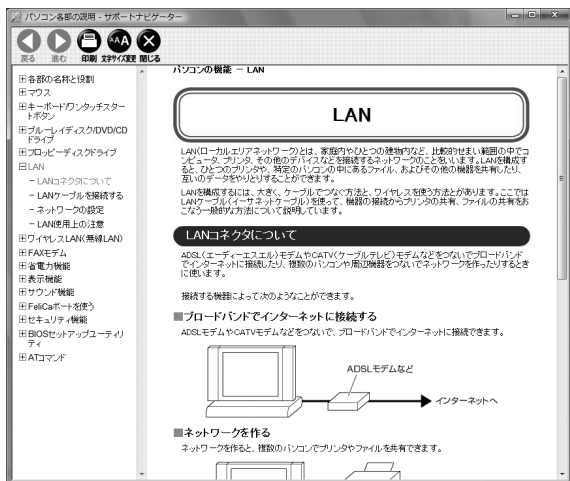 パソコン各部の説明 - サポートナビゲーター
戻る 進む 印刷 文字サイズ変更 閉じる
各部の名称と役割
マウス
キーボード/ワンタッチスター
トボタン
ブルーレイディスク/DVD/CD
ドライブ
フロッピーディスクドライブ
LAN
- LANコネクタについて
- LANケーブルを接続する
- ネットワークの設定
- LAN使用上の注意
ワイヤレスLAN(無線LAN)
FAXモデム
省電力機能
表示機能
サウンド機能
FeliCaポートを使う
セキュリティ機能
BIOSセットアップユーティリ
ティ
ATコマンド
パソコンの機能 － LAN
LAN
LAN(ローカルエリアネットワーク)とは、家庭内やひとつの建物内など、比較的せまい範囲の中でコ
ンピュータ、プリンタ、その他のデバイスなどを接続するネットワークのことをいいます。LANを構成す
ると、ひとつのプリンタや、特定のパソコンの中にあるファイル、およびその他の機器を共有したり、
互いのデータをやりとりすることができます。
LANを構成するには、大きく、ケーブルでつなぐ方法と、ワイヤレスを使う方法とがあります。ここでは
LANケーブル(イーサネットケーブル)を使って、機器の接続からプリンタの共有、ファイルの共有をお
こなう一般的な方法について説明しています。
LANコネクタについて
ADSL(エーディーエスエル)モデムやCATV(ケーブルテレビ)モデムなどをつないでブロードバンド
でインターネットに接続したり、複数のパソコンや周辺機器をつないでネットワークを作ったりするとき
に使います。
接続する機器によって次のようなことができます。
■ブロードバンドでインターネットに接続する
ADSLモデムやCATVモデムなどをつないで、ブロードバンドでインターネットに接続できます。
ADSLモデムなど
インターネットへ
■ネットワークを作る
ネットワークを作ると、複数のパソコンでプリンタやファイルを共有できます。